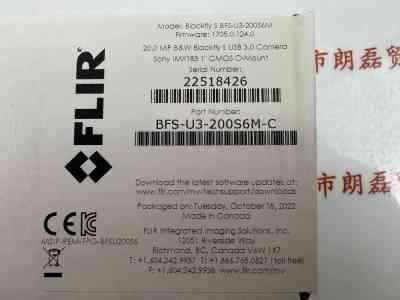 Model: Blackfly S BFS-U3-200S6M
Firmware: 1705.0.124.0
20.0 MP B&W Blackfly S USB 3.0 Camera
Sony IMX183 1" CMOS C-Mount
Serial Number:
22518426
Part Number:
BFS-U3-200S6M-C
FLIR
Download the latest software updates at:
www.flir.com/mv-techsupport/downloads
Packaged on: Tuesday, October 18, 2022
Made in Canada
FLIR Integrated Imaging Solutions, Inc.
12051 Riverside Way
Richmond, BC, Canada V6W 1K7
T: +1.604.242.9937 T: +1.866.765.0827 (toll free)
F: +1.604.242.9938 www.flir.com/mv
CE
MSIP-REM-FPG-BFSU200S6
市朗磊贸
市朗磊